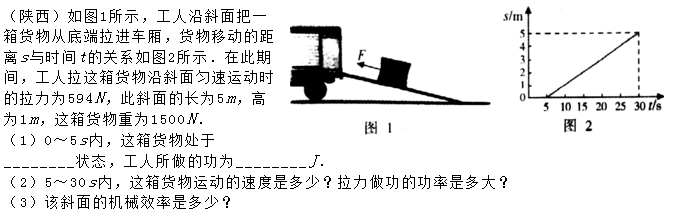 （陕西）如图1所示，工人沿斜面把一
箱货物从底端拉进车厢，货物移动的距
离s与时间t的关系如图2所示．在此期
间，工人拉这箱货物沿斜面匀速运动时
的拉力为594N，此斜面的长为5m，高
为1m，这箱货物重为1500N．
（1）0～5s内，这箱货物处于
________状态，工人所做的功为________J．
（2）5～30s内，这箱货物运动的速度是多少？拉力做功的功率是多大？
（3）该斜面的机械效率是多少？
F
图 1
s/m
5
4
3
2
1
0
5 10 15 20 25 30 t/s
图 2